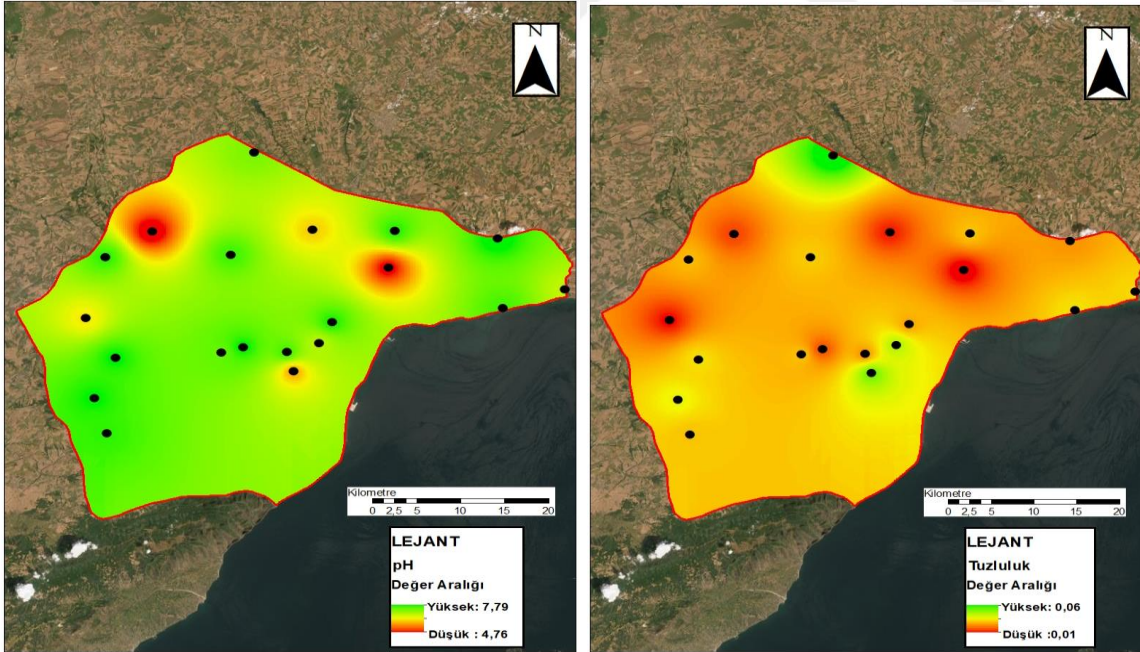 N
Kilometre
0 2,5 5 10 15 20
LEJANT
pH
Değer Aralığı
Yüksek: 7,79
Düşük : 4,76
N
Kilometre
0 2,5 5 10 15 20
LEJANT
Tuzluluk
Değer Aralığı
Yüksek: 0,06
Düşük :0,01